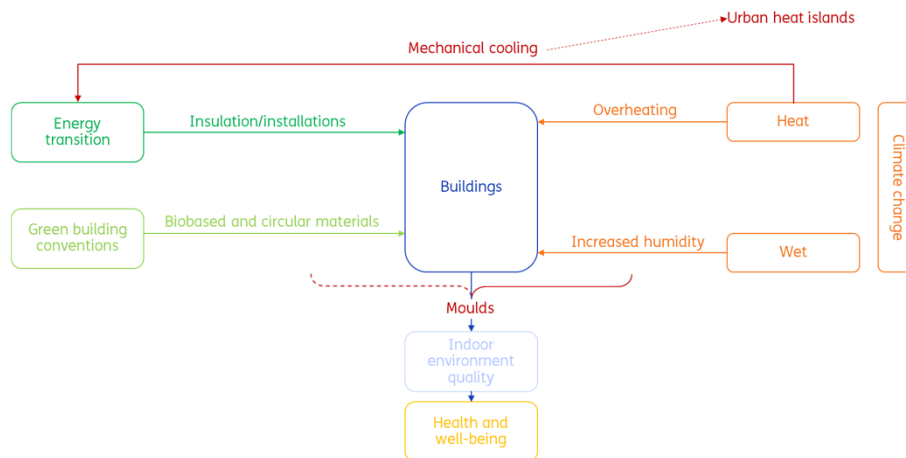 Urban heat islands
Mechanical cooling
Energy
transition
Insulation/installations
Buildings
Overheating
Heat
Climate change
Green building
conventions
Biobased and circular materials
Increased humidity
Wet
Moulds
Indoor
environment
quality
Health and
well-being